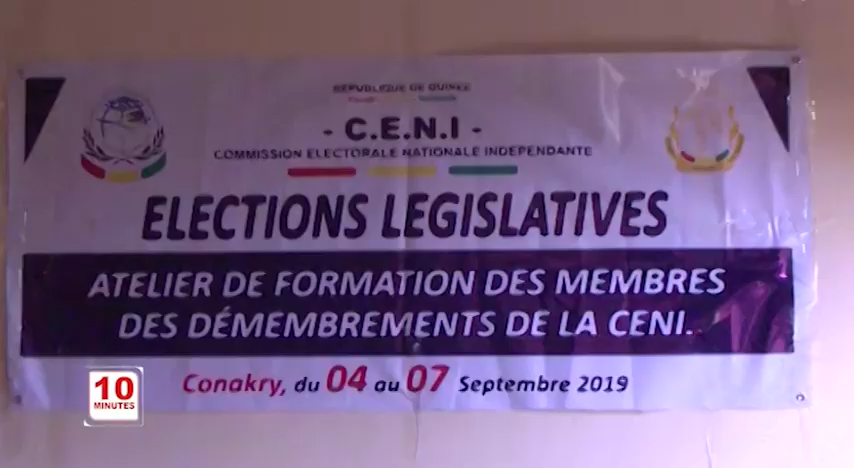 RÉPUBLIQUE DE GUINEE
- C.E.N.I -
COMMISSION ELECTORALE NATIONALE INDEPENDANTE
ELECTIONS LEGISLATIVES
ATELIER DE FORMATION DES MEMBRES
DES DÉMEMBREMENTS DE LA CENI.
Conakry, du 04 au 07 Septembre 2019
10
MINUTES